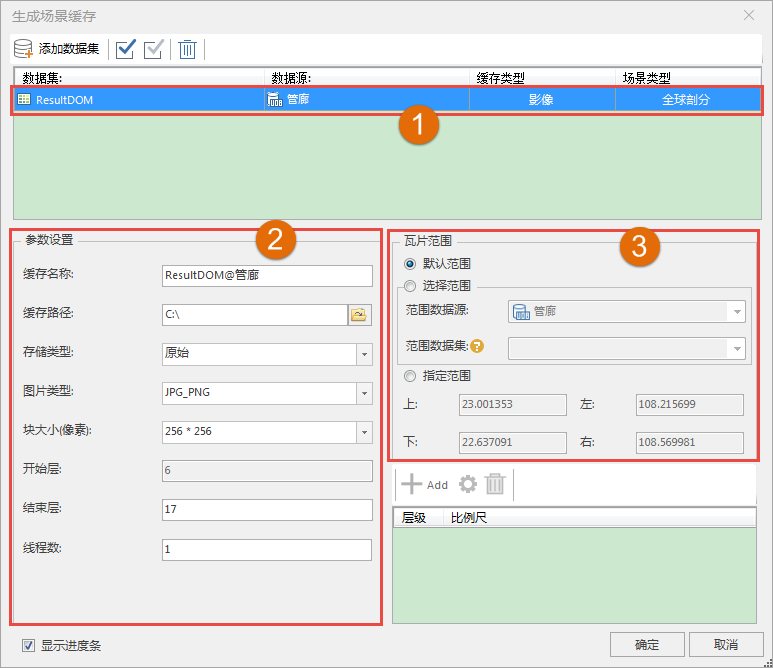 生成场景缓存
添加数据集
数据集: 数据源: 缓存类型 场景类型
ResultDOM 管廊 影像 全球剖分
1
参数设置
2
缓存名称: ResultDOM@管廊
缓存路径: C:\
存储类型: 原始
图片类型: JPG_PNG
块大小(像素): 256 * 256
开始层: 6
结束层: 17
线程数: 1
瓦片范围
3
默认范围
选择范围
范围数据源: 管廊
范围数据集:
指定范围
上: 23.001353 左: 108.215699
下: 22.637091 右: 108.569981
Add
层级 比例尺
显示进度条
确定 取消